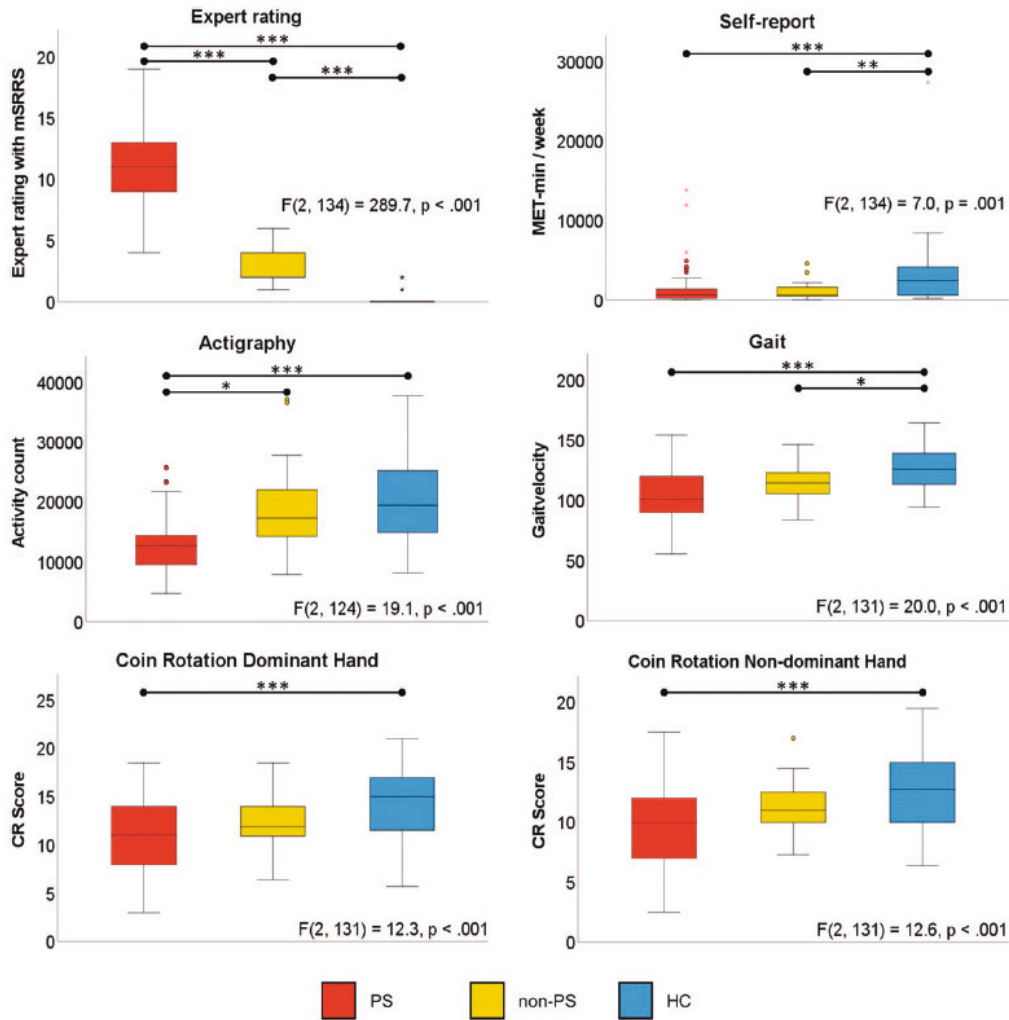 Expert rating
Expert rating with mSRRS
20
15
10
5
0
***
***
***
F(2, 134) = 289.7, p < .001
Self-report
MET-min / week
30000
20000
10000
0
***
**
F(2, 134) = 7.0, p = .001
Actigraphy
Activity count
40000
30000
20000
10000
0
***
*
F(2, 124) = 19.1, p < .001
Gait
Gaitvelocity
200
150
100
50
0
***
*
F(2, 131) = 20.0, p < .001
Coin Rotation Dominant Hand
CR Score
25
20
15
10
5
0
***
F(2, 131) = 12.3, p < .001
Coin Rotation Non-dominant Hand
CR Score
20
15
10
5
0
***
F(2, 131) = 12.6, p < .001
PS non-PS HC